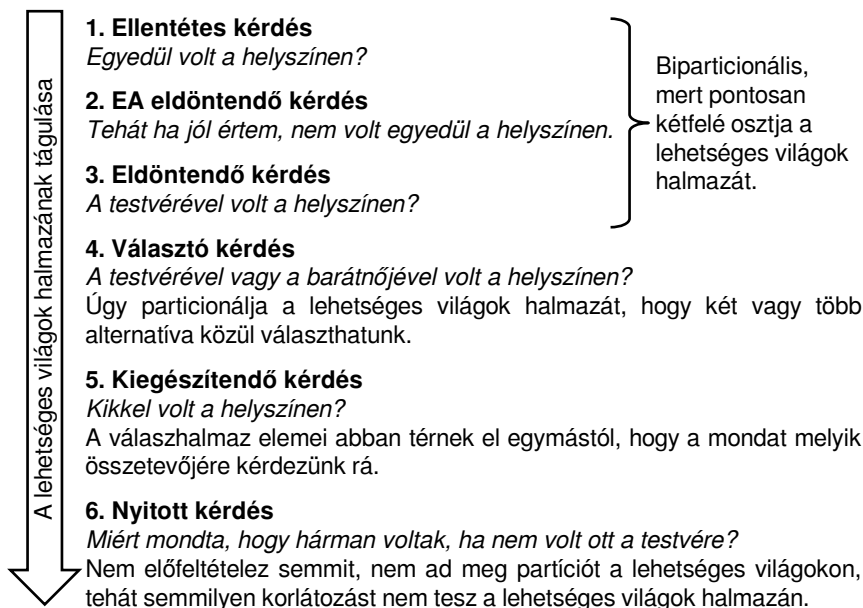 A lehetséges világok halmazának tágulása
1. Ellentétes kérdés
Egyedül volt a helyszínen?
2. EA eldöntendő kérdés
Tehát ha jól értem, nem volt egyedül a helyszínen.
3. Eldöntendő kérdés
A testvérével volt a helyszínen?
Biparticionális,
mert pontosan
kétfelé osztja a
lehetséges világok
halmazát.
4. Választó kérdés
A testvérével vagy a barátnőjével volt a helyszínen?
Úgy particionálja a lehetséges világok halmazát, hogy két vagy több
alternatíva közül választhatunk.
5. Kiegészítendő kérdés
Kikkel volt a helyszínen?
A válaszhalmaz elemei abban térnek el egymástól, hogy a mondat melyik
összetevőjére kérdezünk rá.
6. Nyitott kérdés
Miért mondta, hogy hárman voltak, ha nem volt ott a testvére?
Nem előfeltételez semmit, nem ad meg partíciót a lehetséges világokon,
tehát semmilyen korlátozást nem tesz a lehetséges világok halmazán.